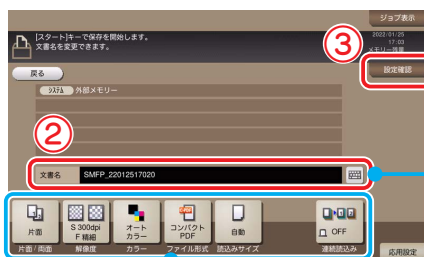 ジョブ表示
[スタート]キーで保存を開始します。
文書名を変更できます。
2022/01/25
17:03
メモリー残量
③
戻る
設定確認
システム 外部メモリー
②
文書名 SMFP_22012517020
片面
S 300dpi
F 精細
オート
カラー
コンパクト
PDF
自動
OFF
片面/両面 解像度 カラー ファイル形式 読込みサイズ 連続読込み
応用設定